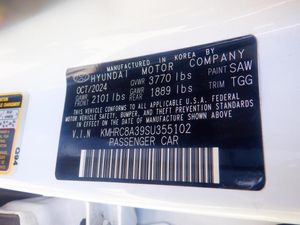 MANUFACTURED IN KOREA BY
HYUNDAI MOTOR COMPANY
OCT/2024 GVWR 3770 lbs PAINT SAW
GAWR FRONT 2101 lbs GAWR REAR 1889 lbs TRIM TGG
THIS VEHICLE CONFORMS TO ALL APPLICABLE U.S. FEDERAL
MOTOR VEHICLE SAFETY, BUMPER, AND THEFT PREVENTION STANDARDS
IN EFFECT ON THE DATE OF MANUFACTURE SHOWN ABOVE.
V.I.N KMHRC8A39SU355102
PASSENGER CAR